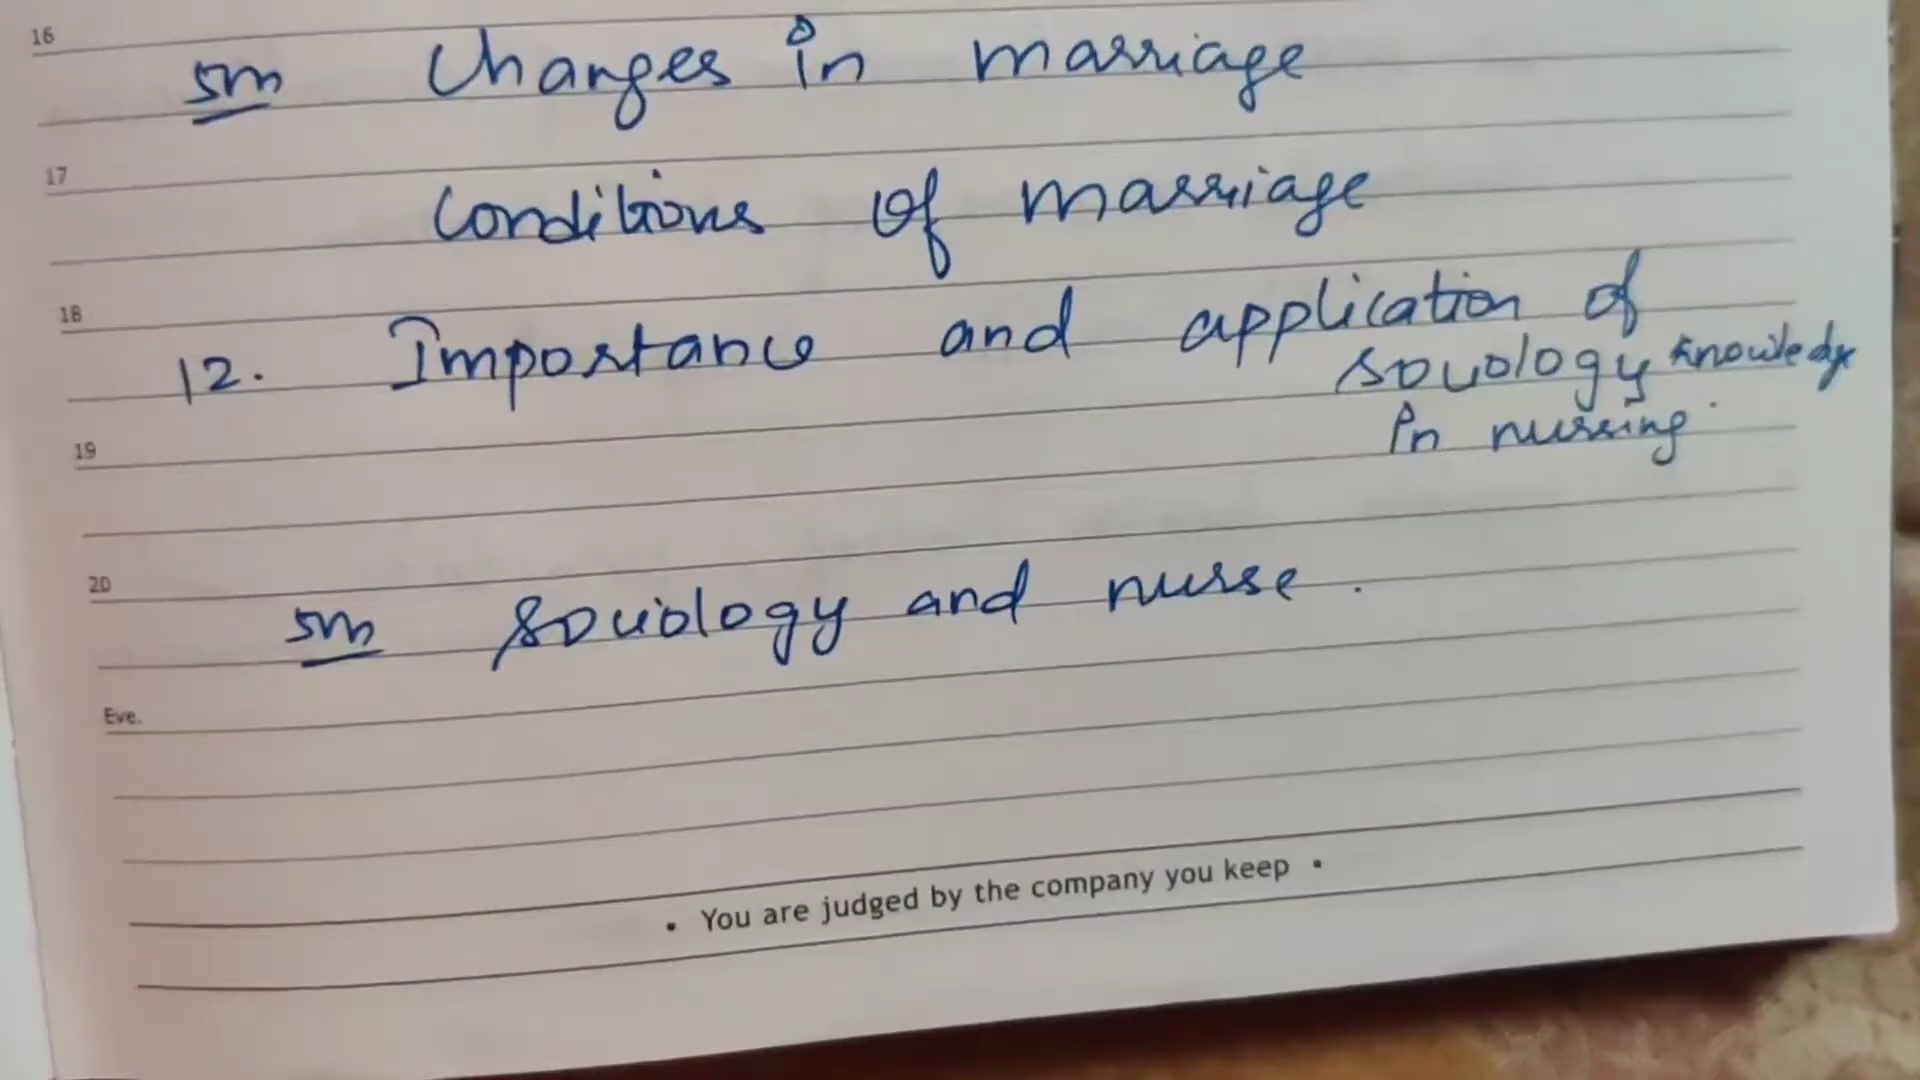 16
5m Changes in marriage
17
Conditions of marriage
18
12. Importance and application of
sociology knowledge
in nursing.
19
20
5m Sociology and nurse.
Eve.
• You are judged by the company you keep •